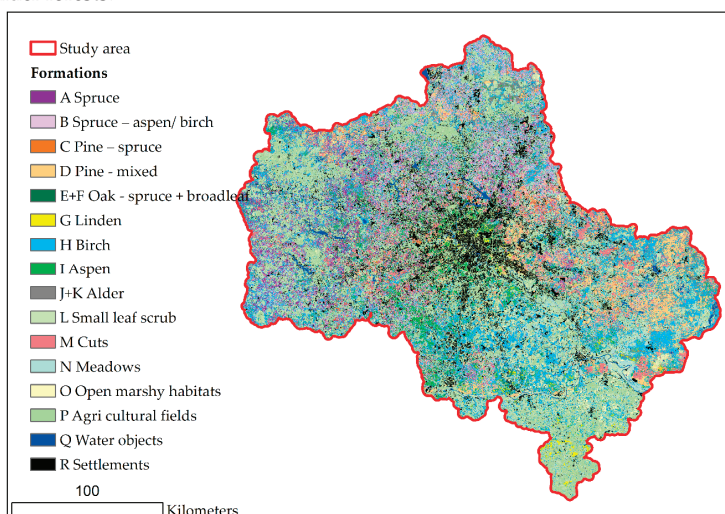 Study area
Formations
A Spruce
B Spruce – aspen/ birch
C Pine – spruce
D Pine - mixed
E+F Oak - spruce + broadleaf
G Linden
H Birch
I Aspen
J+K Alder
L Small leaf scrub
M Cuts
N Meadows
O Open marshy habitats
P Agri cultural fields
Q Water objects
R Settlements
100
Kilometers